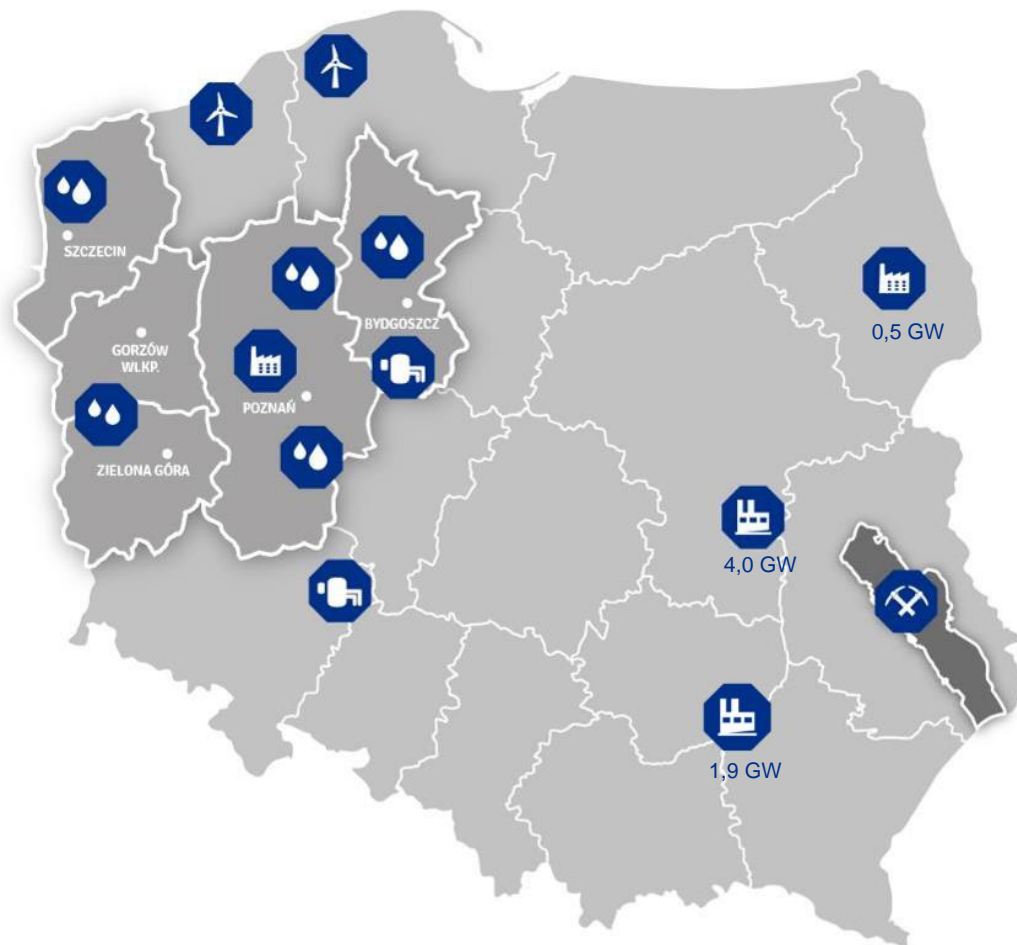 SZCZECIN
0,5 GW
BYDGOSZCZ
GORZÓW
WLKP.
POZNAŃ
ZIELONA GÓRA
4,0 GW
1,9 GW